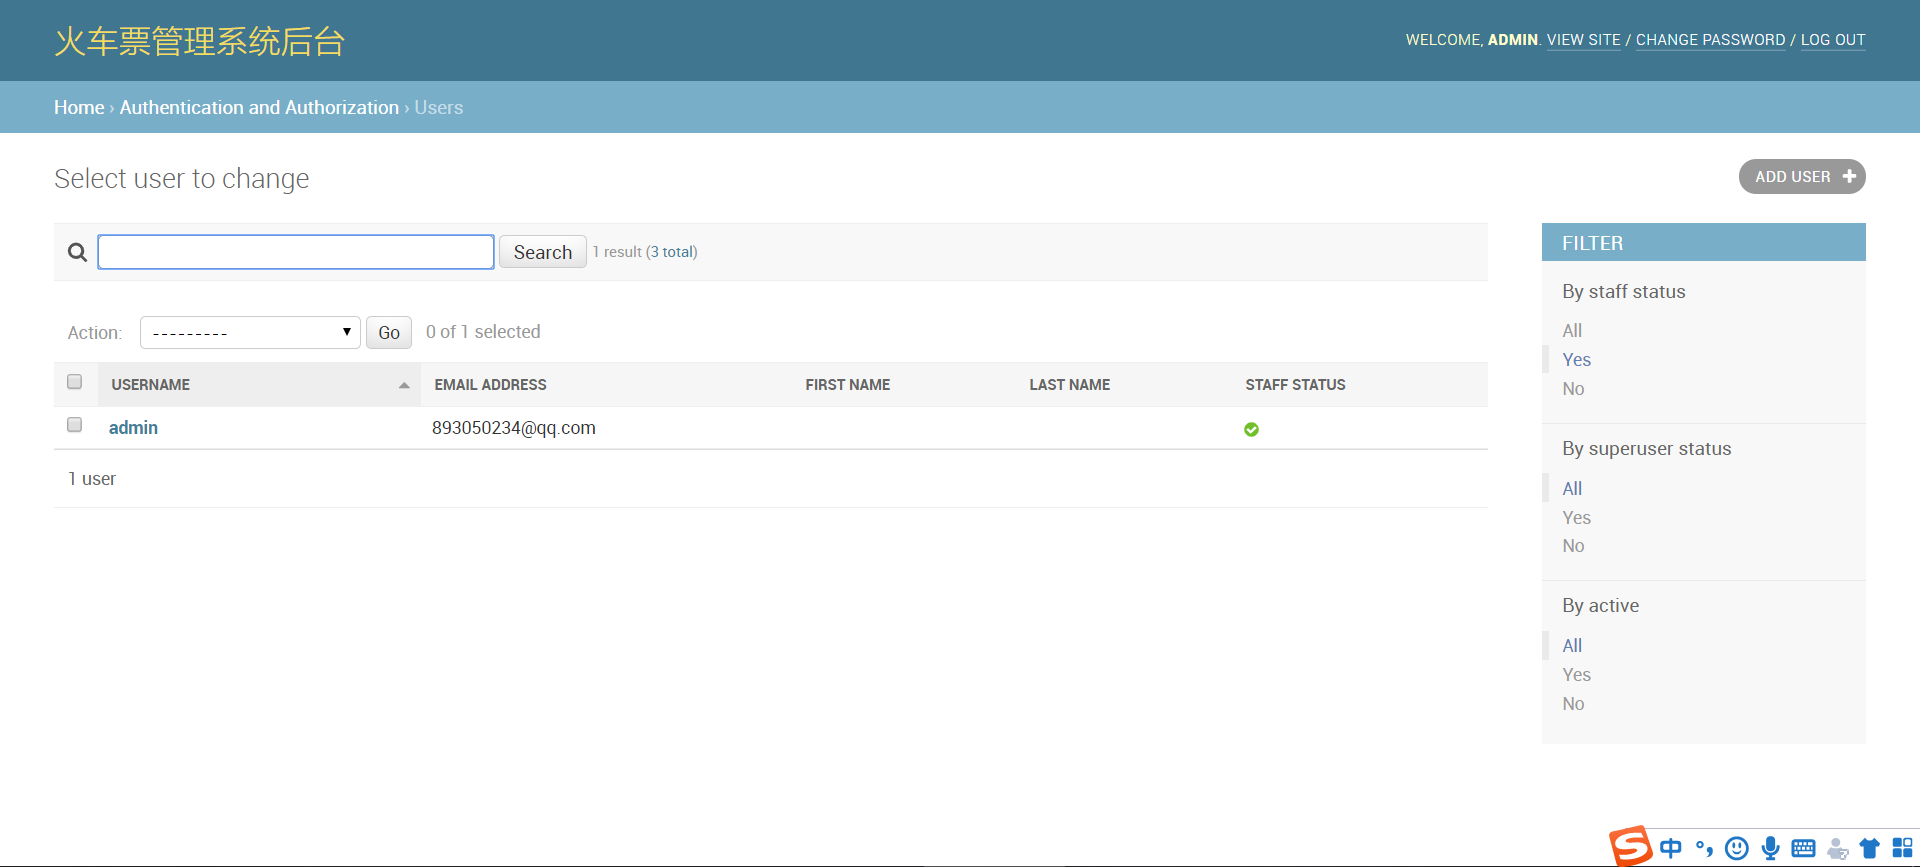 火车票管理系统后台
WELCOME, ADMIN. VIEW SITE / CHANGE PASSWORD / LOG OUT
Home › Authentication and Authorization › Users
Select user to change
ADD USER
Search 1 result (3 total)
Action: --------- Go 0 of 1 selected
USERNAME EMAIL ADDRESS FIRST NAME LAST NAME STAFF STATUS
admin 893050234@qq.com
1 user
FILTER
By staff status
All
Yes
No
By superuser status
All
Yes
No
By active
All
Yes
No
S 中 °,